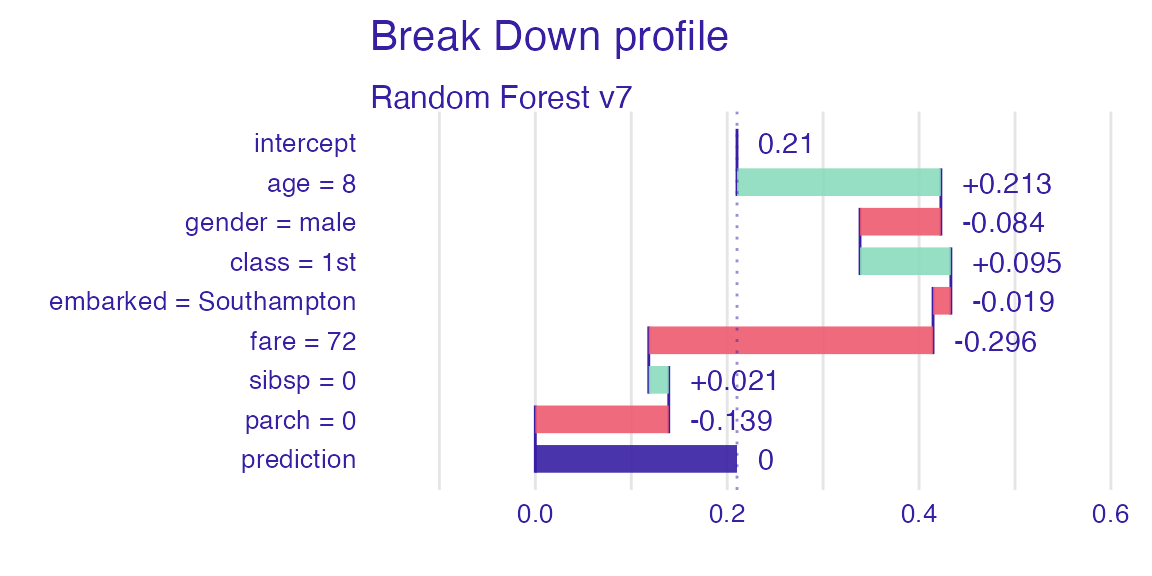 Break Down profile
Random Forest v7
intercept 0.21
age = 8 +0.213
gender = male -0.084
class = 1st +0.095
embarked = Southampton -0.019
fare = 72 -0.296
sibsp = 0 +0.021
parch = 0 -0.139
prediction 0
0.0 0.2 0.4 0.6